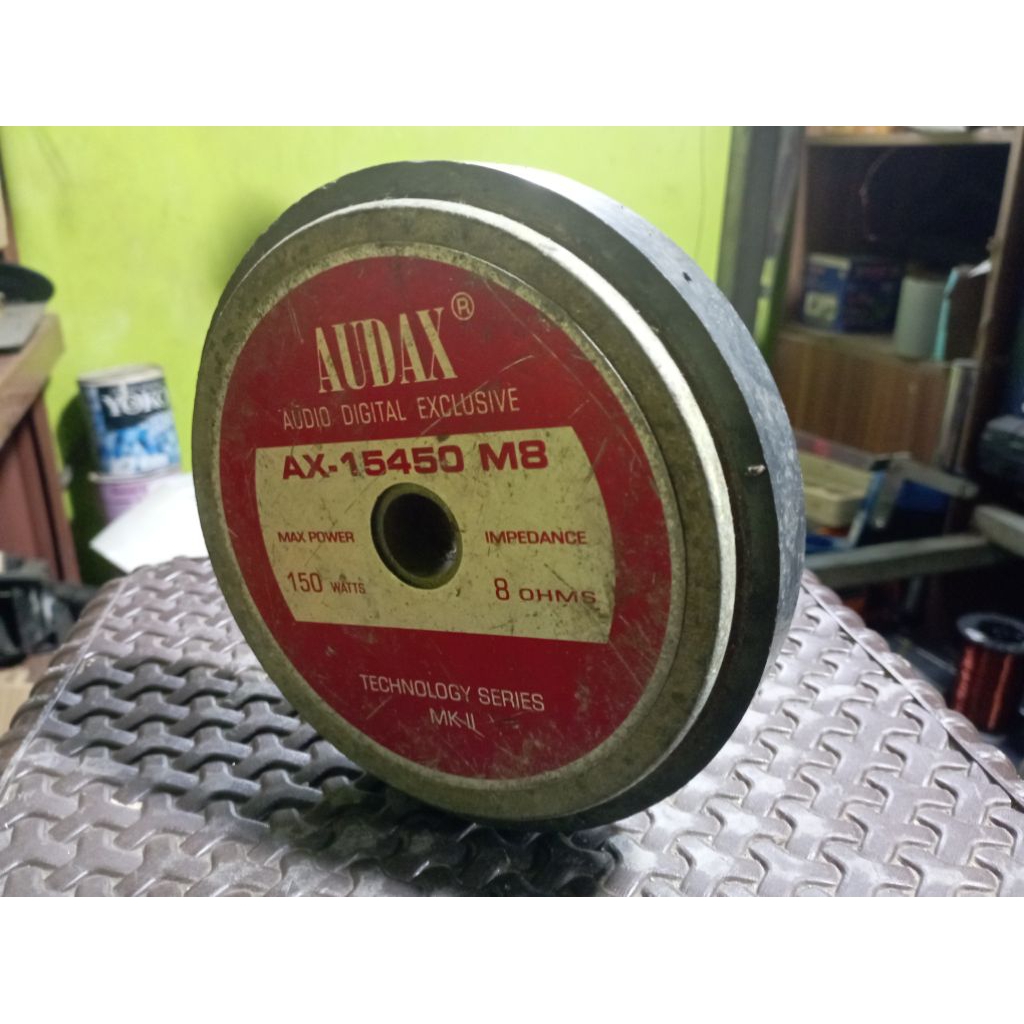 AUDAX®
AUDIO DIGITAL EXCLUSIVE
AX-15450 M8
MAX POWER
150 WATTS
IMPEDANCE
8 OHMS
TECHNOLOGY SERIES
MK-II